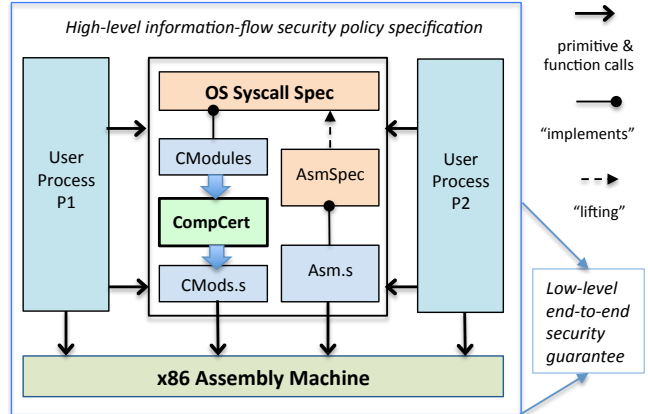 High-level information-flow security policy specification
User
Process
P1
OS Syscall Spec
CModules
CompCert
CMods.s
AsmSpec
Asm.s
User
Process
P2
x86 Assembly Machine
primitive &
function calls
“implements”
“lifting”
Low-level
end-to-end
security
guarantee